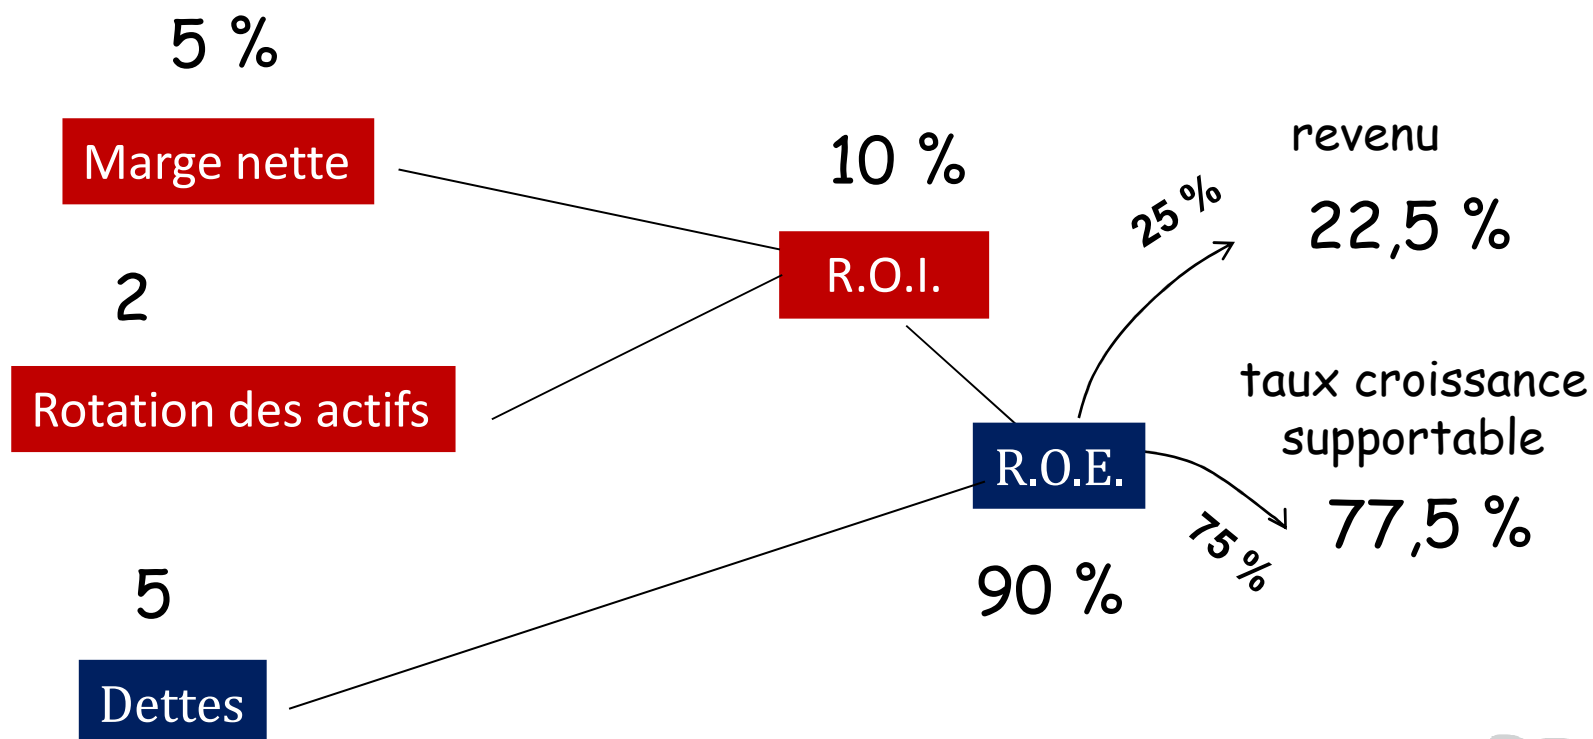 5 %
Marge nette
2
Rotation des actifs
5
Dettes
10 %
R.O.I.
R.O.E.
90 %
25 %
revenu
22,5 %
75 %
taux croissance
supportable
77,5 %